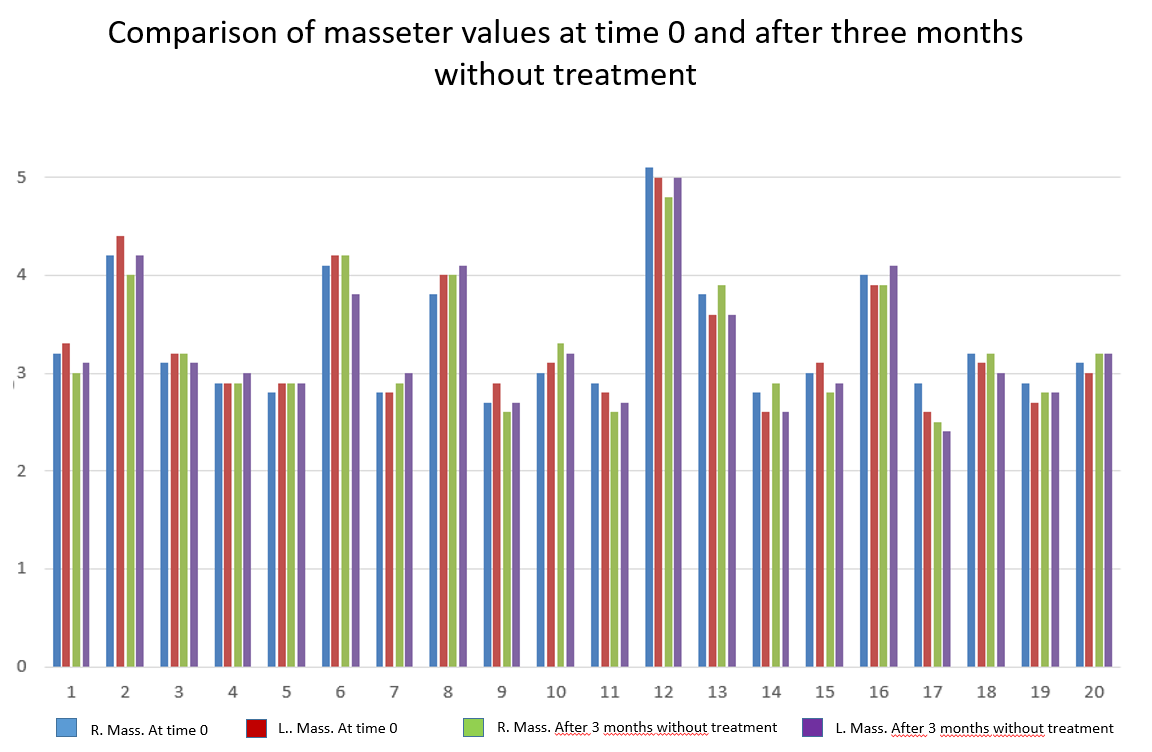 Comparison of masseter values at time 0 and after three months
without treatment
5
4
3
2
1
0
1 2 3 4 5 6 7 8 9 10 11 12 13 14 15 16 17 18 19 20
R. Mass. At time 0 L.. Mass. At time 0 R. Mass. After 3 months without treatment L. Mass. After 3 months without treatment